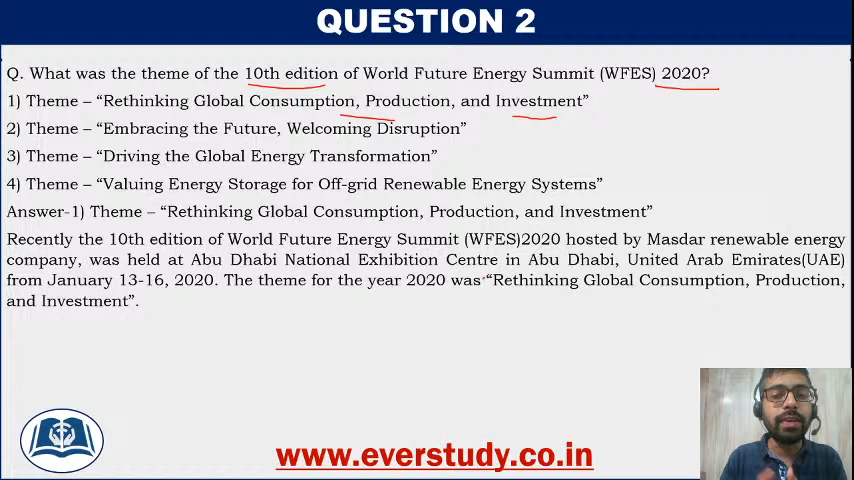 QUESTION 2
Q. What was the theme of the 10th edition of World Future Energy Summit (WFES) 2020?
1) Theme – “Rethinking Global Consumption, Production, and Investment”
2) Theme – “Embracing the Future, Welcoming Disruption”
3) Theme – “Driving the Global Energy Transformation”
4) Theme – “Valuing Energy Storage for Off-grid Renewable Energy Systems”
Answer-1) Theme – “Rethinking Global Consumption, Production, and Investment”
Recently the 10th edition of World Future Energy Summit (WFES)2020 hosted by Masdar renewable energy
company, was held at Abu Dhabi National Exhibition Centre in Abu Dhabi, United Arab Emirates(UAE)
from January 13-16, 2020. The theme for the year 2020 was “Rethinking Global Consumption, Production,
and Investment”.
www.everstudy.co.in